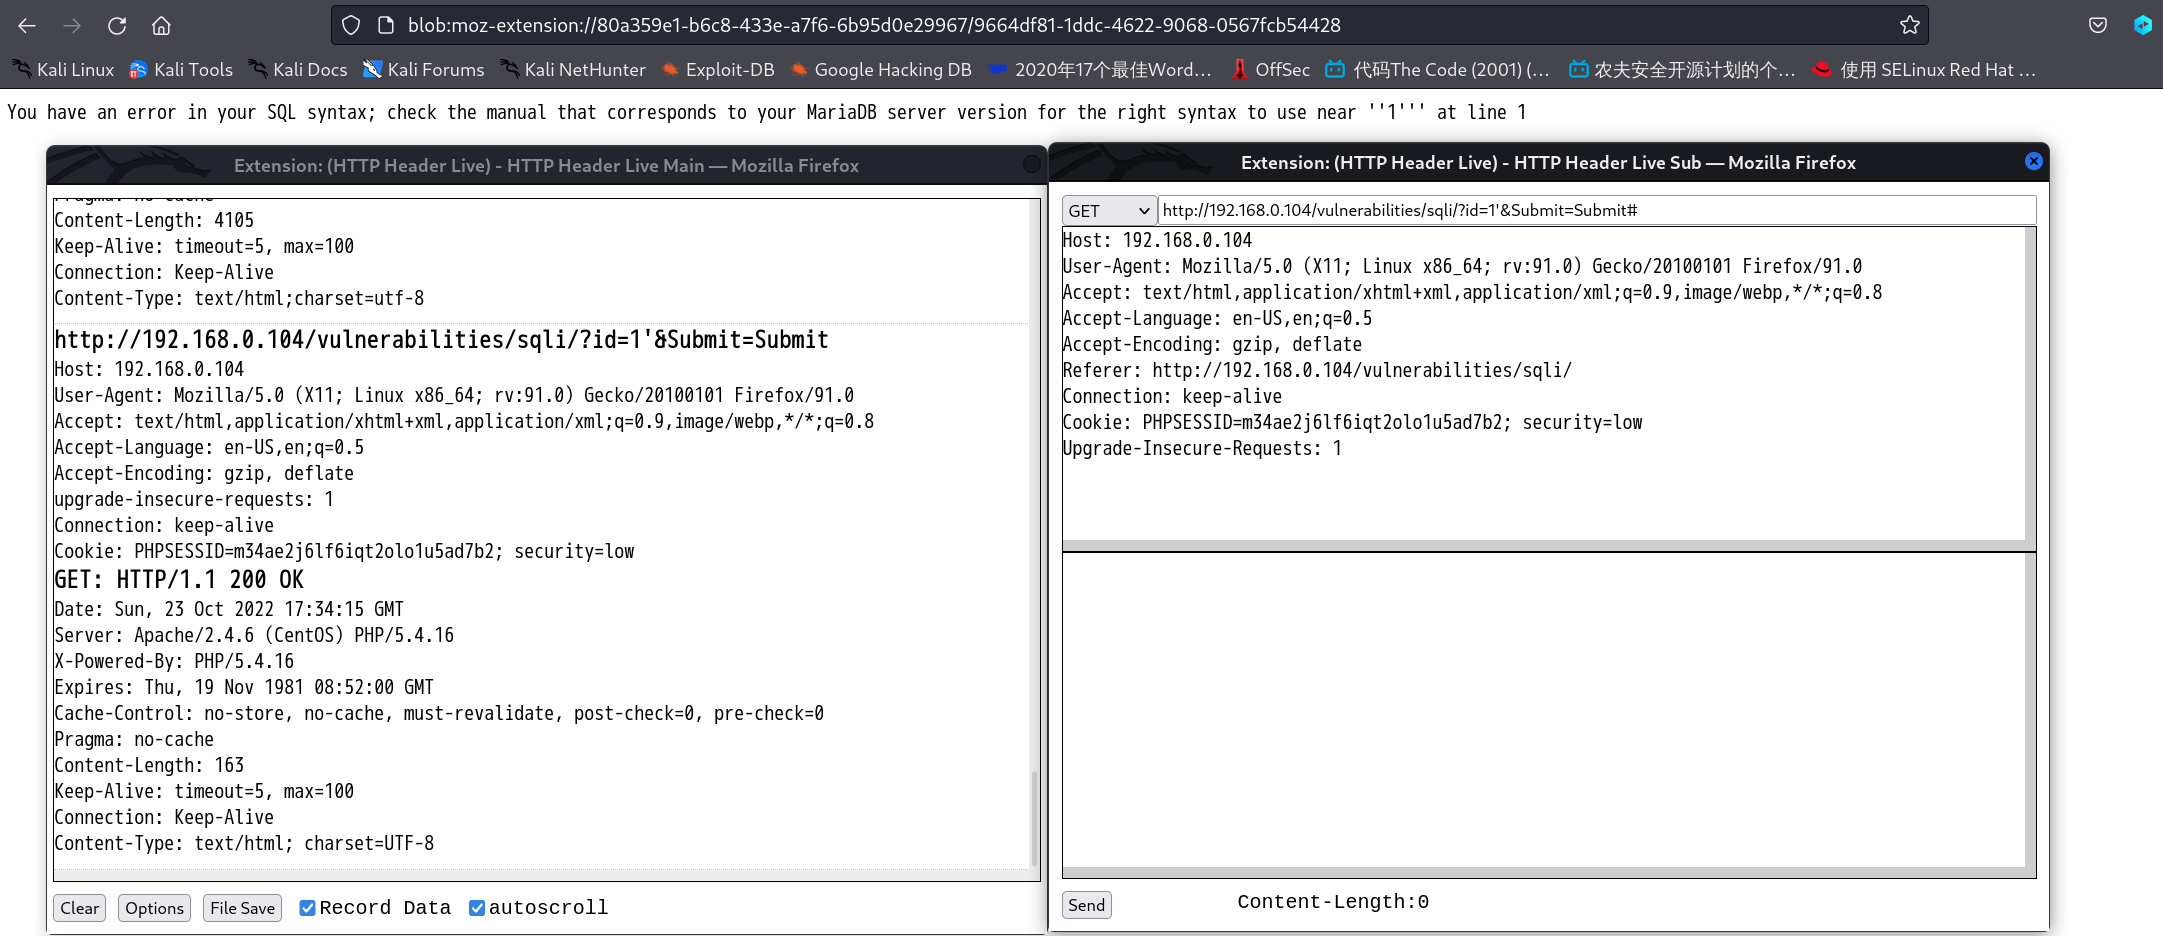 blob:moz-extension://80a359e1-b6c8-433e-a7f6-6b95d0e29967/9664df81-1ddc-4622-9068-0567fcb54428
Kali Linux Kali Tools Kali Docs Kali Forums Kali NetHunter Exploit-DB Google Hacking DB 2020年17个最佳Word… OffSec 代码The Code (2001) (… 农夫安全开源计划的个… 使用 SELinux Red Hat …
You have an error in your SQL syntax; check the manual that corresponds to your MariaDB server version for the right syntax to use near ''1''' at line 1
Extension: (HTTP Header Live) - HTTP Header Live Main — Mozilla Firefox
Pragma: no-cache
Content-Length: 4105
Keep-Alive: timeout=5, max=100
Connection: Keep-Alive
Content-Type: text/html;charset=utf-8
http://192.168.0.104/vulnerabilities/sqli/?id=1'&Submit=Submit
Host: 192.168.0.104
User-Agent: Mozilla/5.0 (X11; Linux x86_64; rv:91.0) Gecko/20100101 Firefox/91.0
Accept: text/html,application/xhtml+xml,application/xml;q=0.9,image/webp,*/*;q=0.8
Accept-Language: en-US,en;q=0.5
Accept-Encoding: gzip, deflate
upgrade-insecure-requests: 1
Connection: keep-alive
Cookie: PHPSESSID=m34ae2j6lf6iqt2olo1u5ad7b2; security=low
GET: HTTP/1.1 200 OK
Date: Sun, 23 Oct 2022 17:34:15 GMT
Server: Apache/2.4.6 (CentOS) PHP/5.4.16
X-Powered-By: PHP/5.4.16
Expires: Thu, 19 Nov 1981 08:52:00 GMT
Cache-Control: no-store, no-cache, must-revalidate, post-check=0, pre-check=0
Pragma: no-cache
Content-Length: 163
Keep-Alive: timeout=5, max=100
Connection: Keep-Alive
Content-Type: text/html; charset=UTF-8
Clear Options File Save Record Data autoscroll
Extension: (HTTP Header Live) - HTTP Header Live Sub — Mozilla Firefox
GET http://192.168.0.104/vulnerabilities/sqli/?id=1'&Submit=Submit#
Host: 192.168.0.104
User-Agent: Mozilla/5.0 (X11; Linux x86_64; rv:91.0) Gecko/20100101 Firefox/91.0
Accept: text/html,application/xhtml+xml,application/xml;q=0.9,image/webp,*/*;q=0.8
Accept-Language: en-US,en;q=0.5
Accept-Encoding: gzip, deflate
Referer: http://192.168.0.104/vulnerabilities/sqli/
Connection: keep-alive
Cookie: PHPSESSID=m34ae2j6lf6iqt2olo1u5ad7b2; security=low
Upgrade-Insecure-Requests: 1
Send Content-Length:0